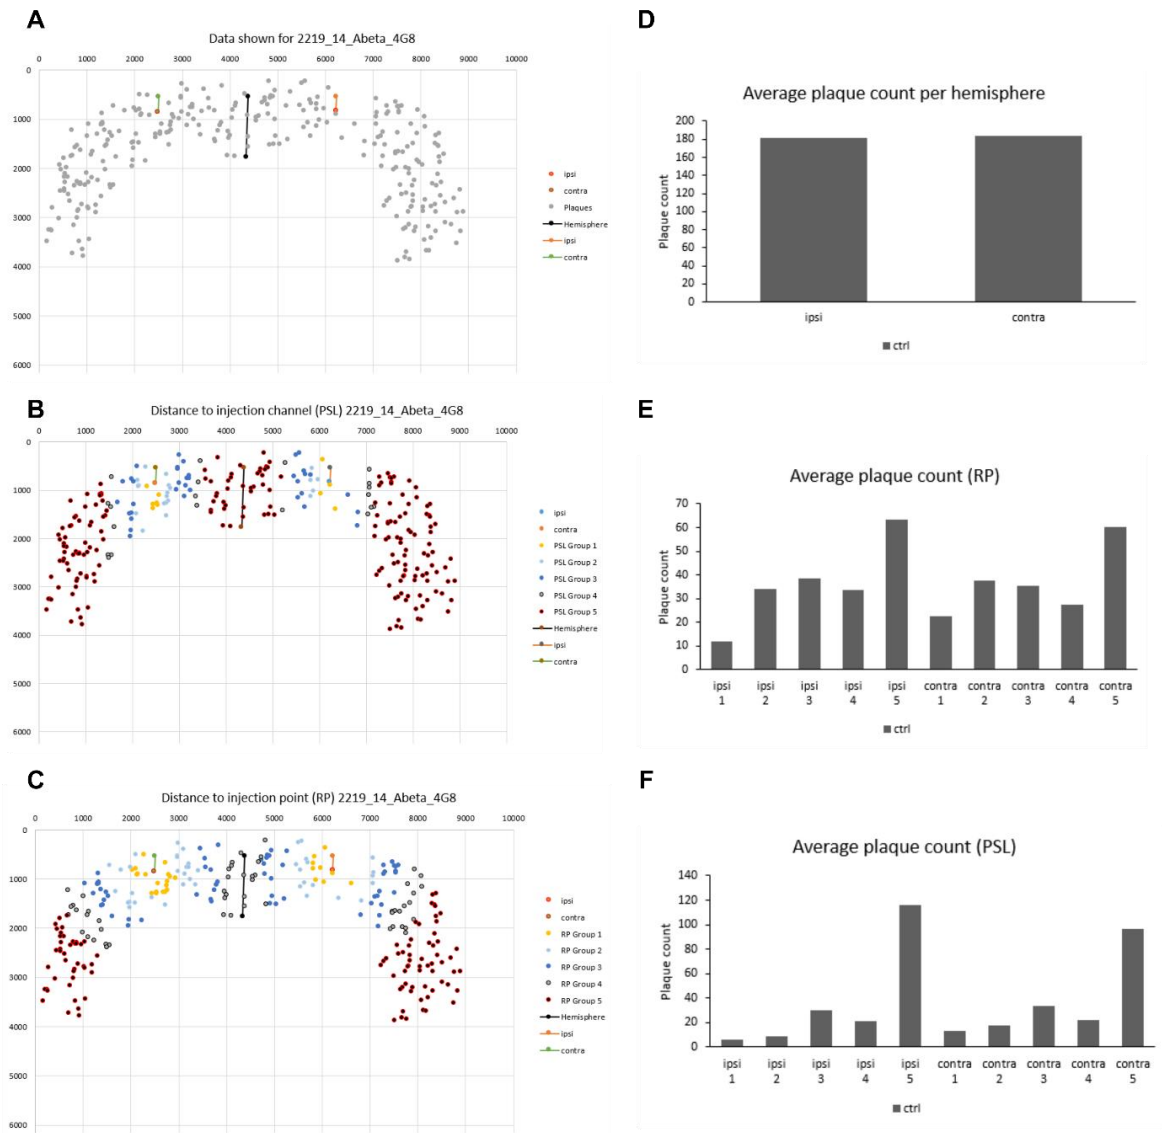 A
Data shown for 2219_14_Abeta_4G8
0 1000 2000 3000 4000 5000 6000 7000 8000 9000 10000
0
1000
2000
3000
4000
5000
6000
ipsi
contra
Plaques
Hemisphere
ipsi
contra
B
Distance to injection channel (PSL) 2219_14_Abeta_4G8
0 1000 2000 3000 4000 5000 6000 7000 8000 9000 10000
0
1000
2000
3000
4000
5000
6000
ipsi
contra
PSL Group 1
PSL Group 2
PSL Group 3
PSL Group 4
PSL Group 5
Hemisphere
ipsi
contra
C
Distance to injection point (RP) 2219_14_Abeta_4G8
0 1000 2000 3000 4000 5000 6000 7000 8000 9000 10000
0
1000
2000
3000
4000
5000
6000
ipsi
contra
RP Group 1
RP Group 2
RP Group 3
RP Group 4
RP Group 5
Hemisphere
ipsi
contra
D
Average plaque count per hemisphere
Plaque count
200
180
160
140
120
100
80
60
40
20
0
ipsi contra
ctrl
E
Average plaque count (RP)
Plaque count
70
60
50
40
30
20
10
0
ipsi ipsi ipsi ipsi ipsi contra contra contra contra contra
1 2 3 4 5 1 2 3 4 5
ctrl
F
Average plaque count (PSL)
Plaque count
140
120
100
80
60
40
20
0
ipsi ipsi ipsi ipsi ipsi contra contra contra contra contra
1 2 3 4 5 1 2 3 4 5
ctrl